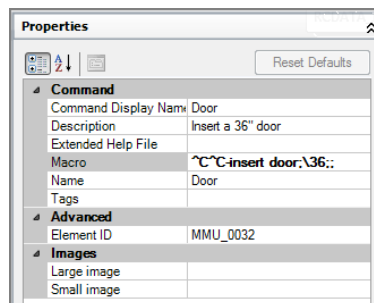 Properties
Reset Defaults
Command
Command Display Name Door
Description Insert a 36" door
Extended Help File
Macro ^C^C-insert door;\36;;
Name Door
Tags
Advanced
Element ID MMU_0032
Images
Large image
Small image